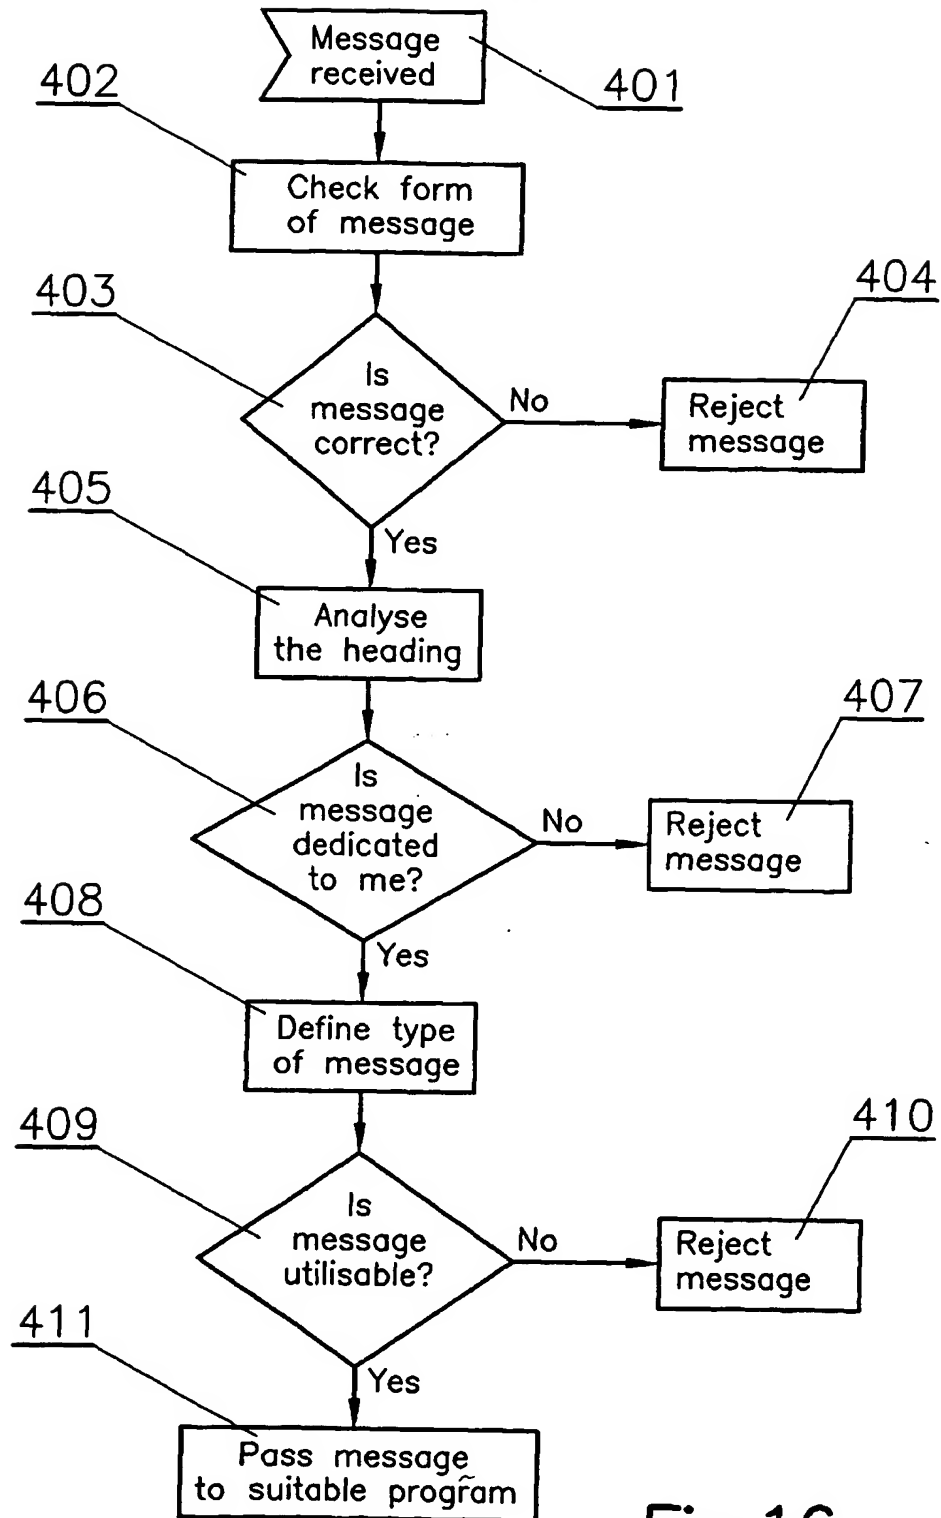 Message
received
401
402
Check form
of message
403
Is
message
correct?
No
404
Reject
message
Yes
405
Analyse
the heading
406
Is
message
dedicated
to me?
No
407
Reject
message
Yes
408
Define type
of message
409
Is
message
utilisable?
No
410
Reject
message
Yes
411
Pass message
to suitable program